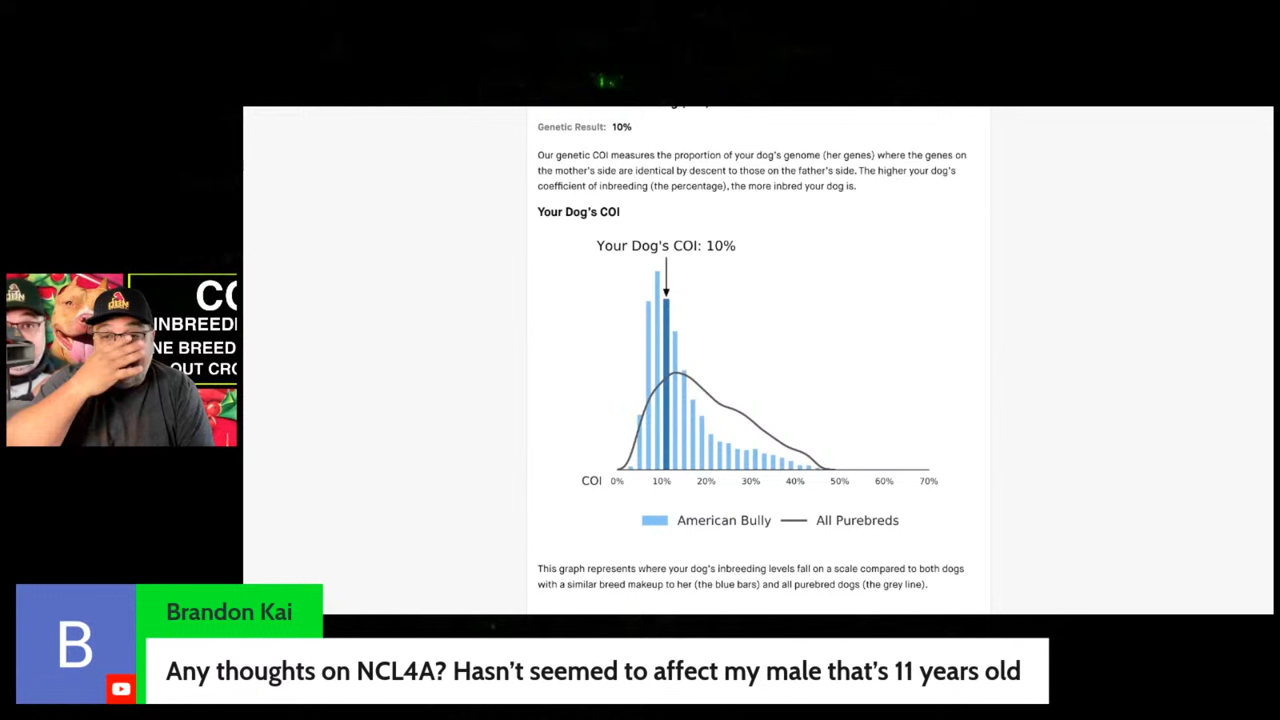 Genetic Result: 10%
Our genetic COI measures the proportion of your dog's genome (her genes) where the genes on
the mother's side are identical by descent to those on the father's side. The higher your dog's
coefficient of inbreeding (the percentage), the more inbred your dog is.
Your Dog's COI
Your Dog's COI: 10%
COI 0% 10% 20% 30% 40% 50% 60% 70%
American Bully All Purebreds
This graph represents where your dog's inbreeding levels fall on a scale compared to both dogs
with a similar breed makeup to her (the blue bars) and all purebred dogs (the grey line).
CO
INBREEDI
NE BREED
OUT CRO
B
Brandon Kai
Any thoughts on NCL4A? Hasn't seemed to affect my male that's 11 years old